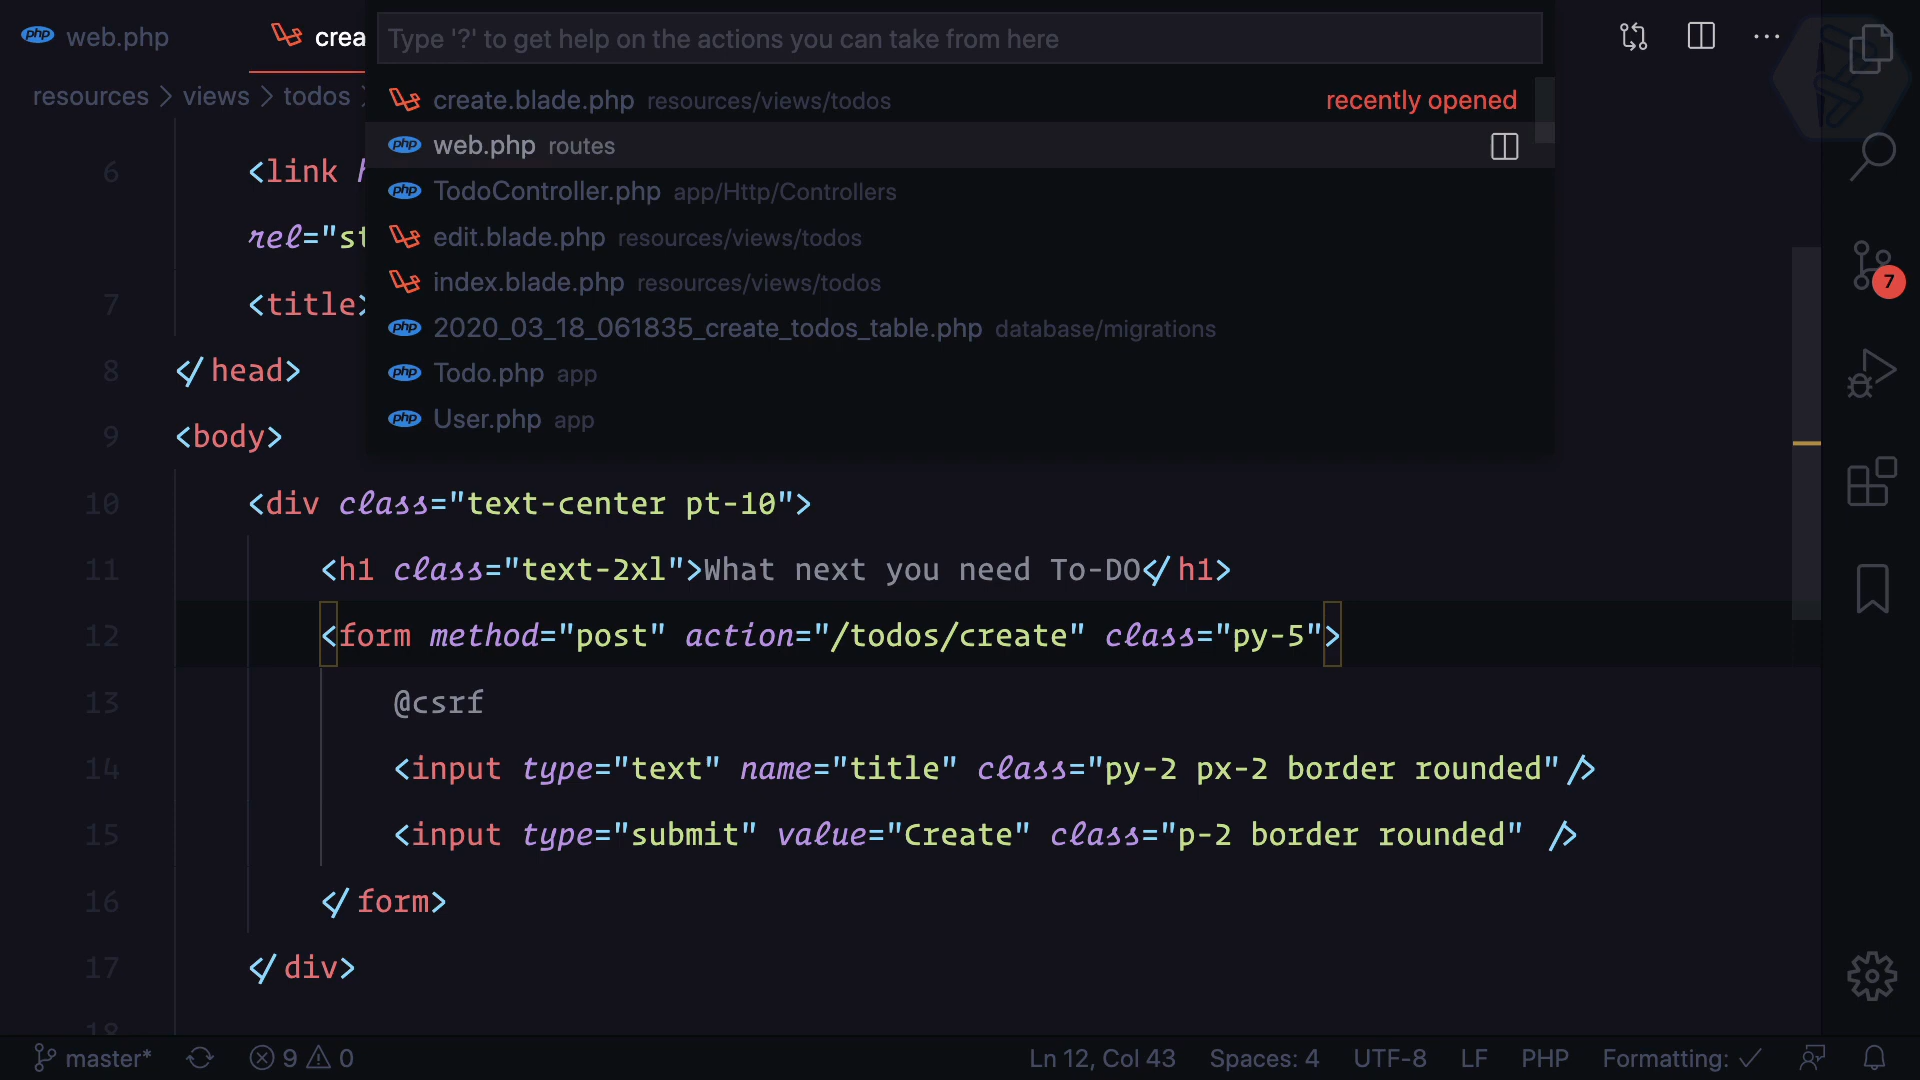 php web.php
crea
Type '?' to get help on the actions you can take from here
resources > views > todos >
create.blade.php resources/views/todos recently opened
php web.php routes
php TodoController.php app/Http/Controllers
edit.blade.php resources/views/todos
index.blade.php resources/views/todos
php 2020_03_18_061835_create_todos_table.php database/migrations
php Todo.php app
php User.php app
6 <link h
rel="st
7 <title>
8 </head>
9 <body>
10 <div class="text-center pt-10">
11 <h1 class="text-2xl">What next you need To-DO</h1>
12 <form method="post" action="/todos/create" class="py-5">
13 @csrf
14 <input type="text" name="title" class="py-2 px-2 border rounded"/>
15 <input type="submit" value="Create" class="p-2 border rounded" />
16 </form>
17 </div>
18
7
master* 9 0 Ln 12, Col 43 Spaces: 4 UTF-8 LF PHP Formatting: ✓